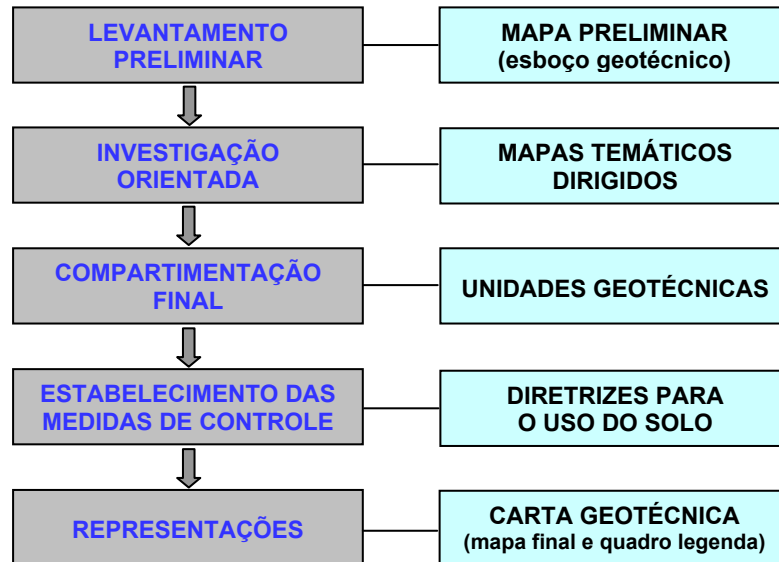 LEVANTAMENTO
PRELIMINAR
MAPA PRELIMINAR
(esboço geotécnico)
INVESTIGAÇÃO
ORIENTADA
MAPAS TEMÁTICOS
DIRIGIDOS
COMPARTIMENTAÇÃO
FINAL
UNIDADES GEOTÉCNICAS
ESTABELECIMENTO DAS
MEDIDAS DE CONTROLE
DIRETRIZES PARA
O USO DO SOLO
REPRESENTAÇÕES
CARTA GEOTÉCNICA
(mapa final e quadro legenda)